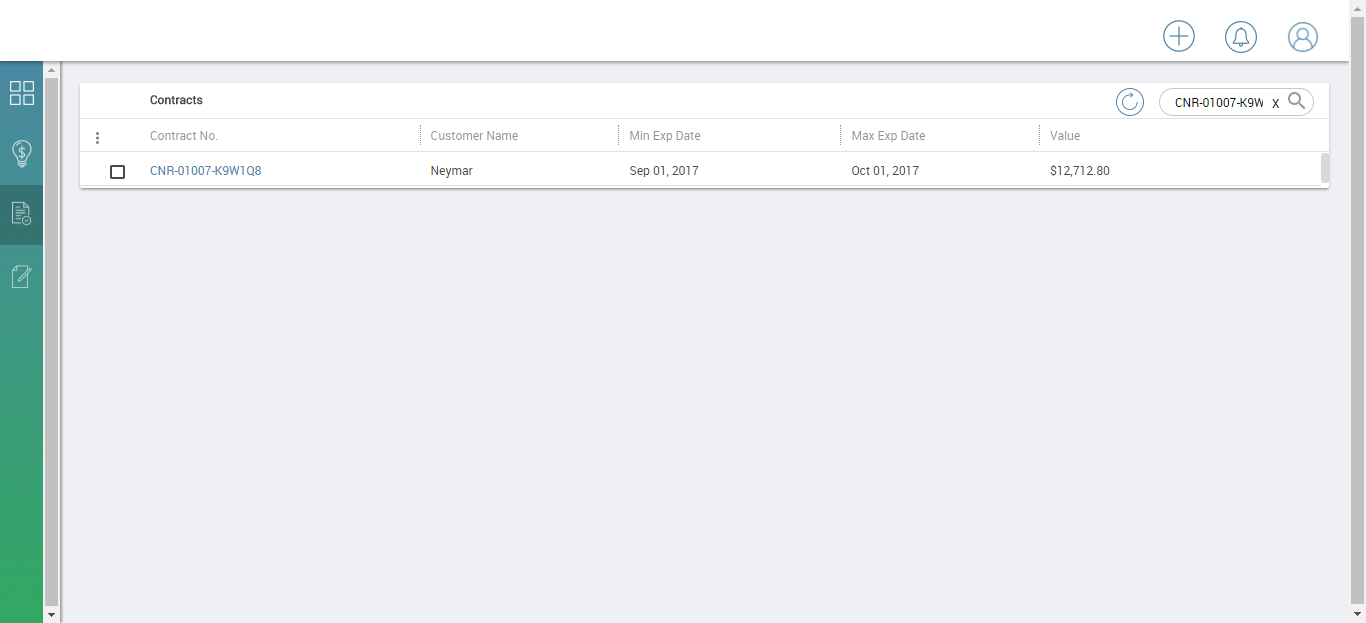 Contracts
CNR-01007-K9W x
Contract No. Customer Name Min Exp Date Max Exp Date Value
CNR-01007-K9W1Q8 Neymar Sep 01, 2017 Oct 01, 2017 $12,712.80